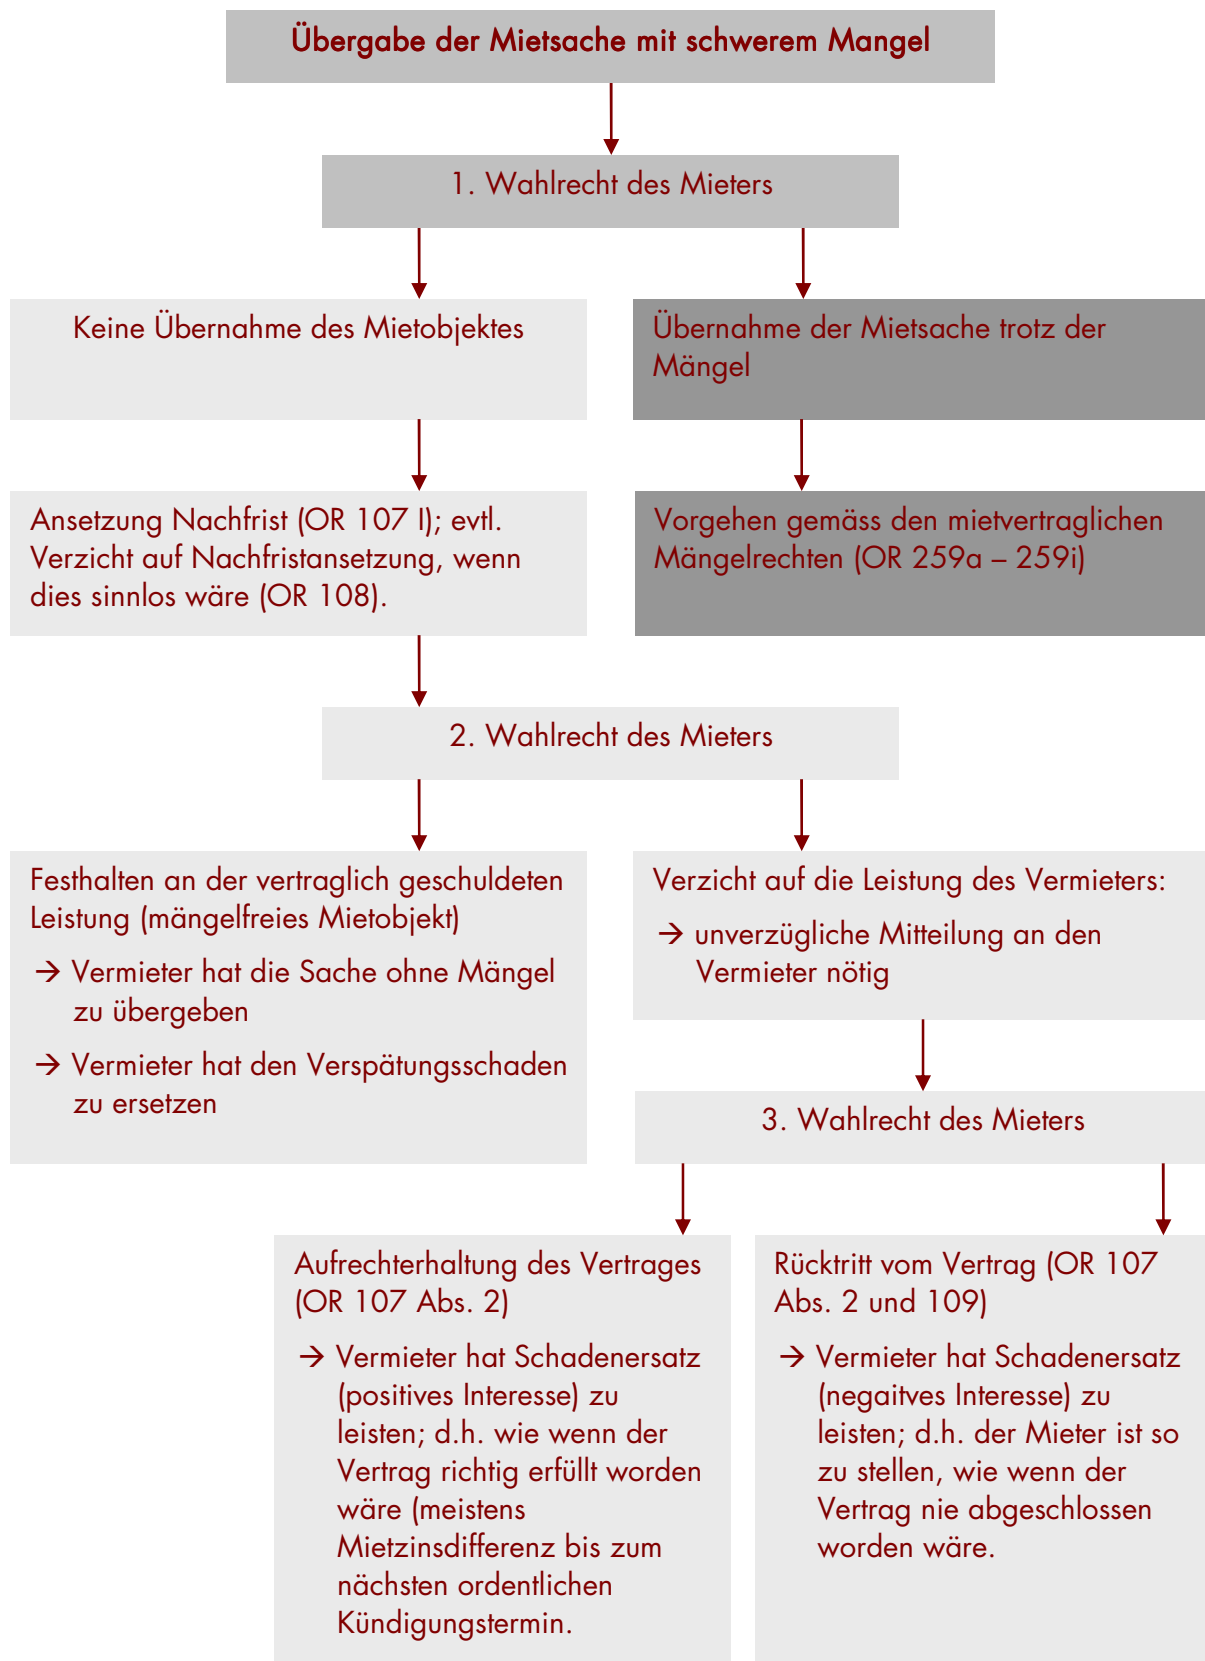 Übergabe der Mietsache mit schwerem Mangel
1. Wahlrecht des Mieters
Keine Übernahme des Mietobjektes
Übernahme der Mietsache trotz der
Mängel
Ansetzung Nachfrist (OR 107 I); evtl.
Verzicht auf Nachfristansetzung, wenn
dies sinnlos wäre (OR 108).
Vorgehen gemäss den mietvertraglichen
Mängelrechten (OR 259a – 259i)
2. Wahlrecht des Mieters
Festhalten an der vertraglich geschuldeten
Leistung (mängelfreies Mietobjekt)
→ Vermieter hat die Sache ohne Mängel
zu übergeben
→ Vermieter hat den Verspätungsschaden
zu ersetzen
Verzicht auf die Leistung des Vermieters:
→ unverzügliche Mitteilung an den
Vermieter nötig
3. Wahlrecht des Mieters
Aufrechterhaltung des Vertrages
(OR 107 Abs. 2)
→ Vermieter hat Schadenersatz
(positives Interesse) zu
leisten; d.h. wie wenn der
Vertrag richtig erfüllt worden
wäre (meistens
Mietzinsdifferenz bis zum
nächsten ordentlichen
Kündigungstermin.
Rücktritt vom Vertrag (OR 107
Abs. 2 und 109)
→ Vermieter hat Schadenersatz
(negaitves Interesse) zu
leisten; d.h. der Mieter ist so
zu stellen, wie wenn der
Vertrag nie abgeschlossen
worden wäre.